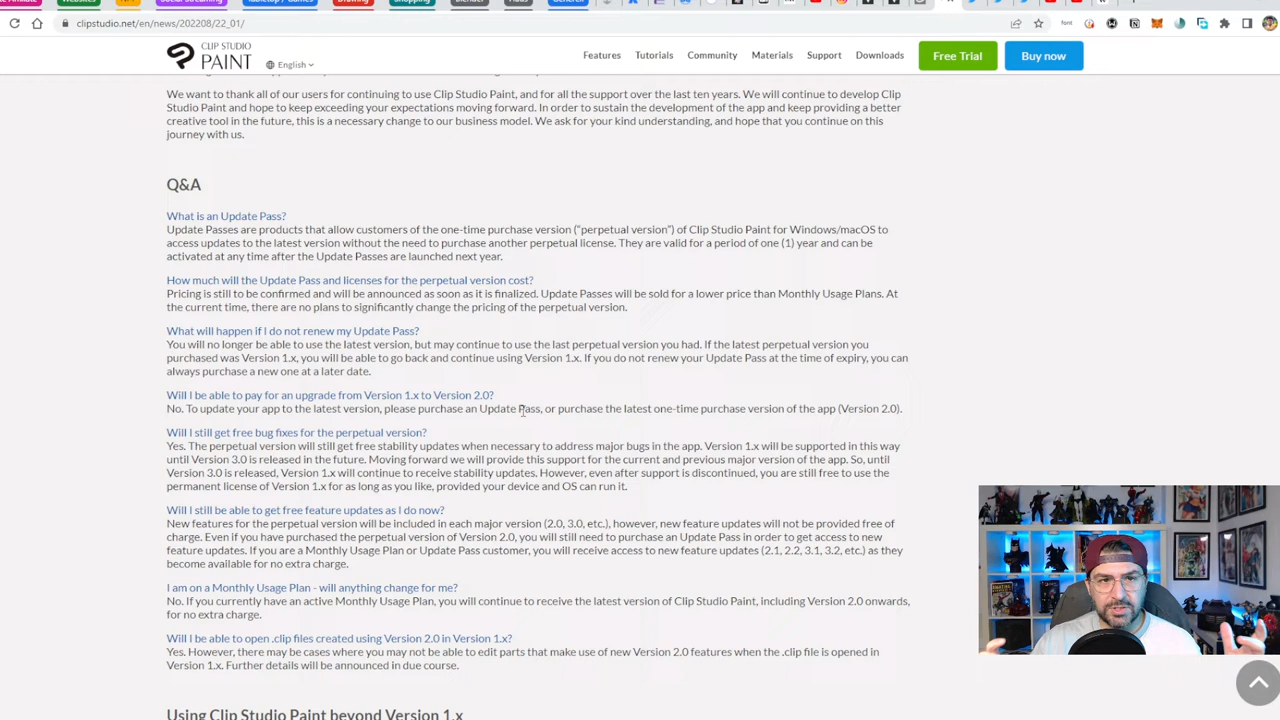 clipstudio.net/en/news/202208/22_01/
CLIP STUDIO
PAINT
English
Features
Tutorials
Community
Materials
Support
Downloads
Free Trial
Buy now
We want to thank all of our users for continuing to use Clip Studio Paint, and for all the support over the last ten years. We will continue to develop Clip
Studio Paint and hope to keep exceeding your expectations moving forward. In order to sustain the development of the app and keep providing a better
creative tool in the future, this is a necessary change to our business model. We ask for your kind understanding, and hope that you continue on this
journey with us.
Q&A
What is an Update Pass?
Update Passes are products that allow customers of the one-time purchase version (“perpetual version”) of Clip Studio Paint for Windows/macOS to
access updates to the latest version without the need to purchase another perpetual license. They are valid for a period of one (1) year and can be
activated at any time after the Update Passes are launched next year.
How much will the Update Pass and licenses for the perpetual version cost?
Pricing is still to be confirmed and will be announced as soon as it is finalized. Update Passes will be sold for a lower price than Monthly Usage Plans. At
the current time, there are no plans to significantly change the pricing of the perpetual version.
What will happen if I do not renew my Update Pass?
You will no longer be able to use the latest version, but may continue to use the last perpetual version you had. If the latest perpetual version you
purchased was Version 1.x, you will be able to go back and continue using Version 1.x. If you do not renew your Update Pass at the time of expiry, you can
always purchase a new one at a later date.
Will I be able to pay for an upgrade from Version 1.x to Version 2.0?
No. To update your app to the latest version, please purchase an Update Pass, or purchase the latest one-time purchase version of the app (Version 2.0).
Will I still get free bug fixes for the perpetual version?
Yes. The perpetual version will still get free stability updates when necessary to address major bugs in the app. Version 1.x will be supported in this way
until Version 3.0 is released in the future. Moving forward we will provide this support for the current and previous major version of the app. So, until
Version 3.0 is released, Version 1.x will continue to receive stability updates. However, even after support is discontinued, you are still free to use the
permanent license of Version 1.x for as long as you like, provided your device and OS can run it.
Will I still be able to get free feature updates as I do now?
New features for the perpetual version will be included in each major version (2.0, 3.0, etc.), however, new feature updates will not be provided free of
charge. Even if you have purchased the perpetual version of Version 2.0, you will still need to purchase an Update Pass in order to get access to new
feature updates. If you are a Monthly Usage Plan or Update Pass customer, you will receive access to new feature updates (2.1, 2.2, 3.1, 3.2, etc.) as they
become available for no extra charge.
I am on a Monthly Usage Plan - will anything change for me?
No. If you currently have an active Monthly Usage Plan, you will continue to receive the latest version of Clip Studio Paint, including Version 2.0 onwards,
for no extra charge.
Will I be able to open .clip files created using Version 2.0 in Version 1.x?
Yes. However, there may be cases where you may not be able to edit parts that make use of new Version 2.0 features when the .clip file is opened in
Version 1.x. Further details will be announced in due course.
Using Clip Studio Paint beyond Version 1.x